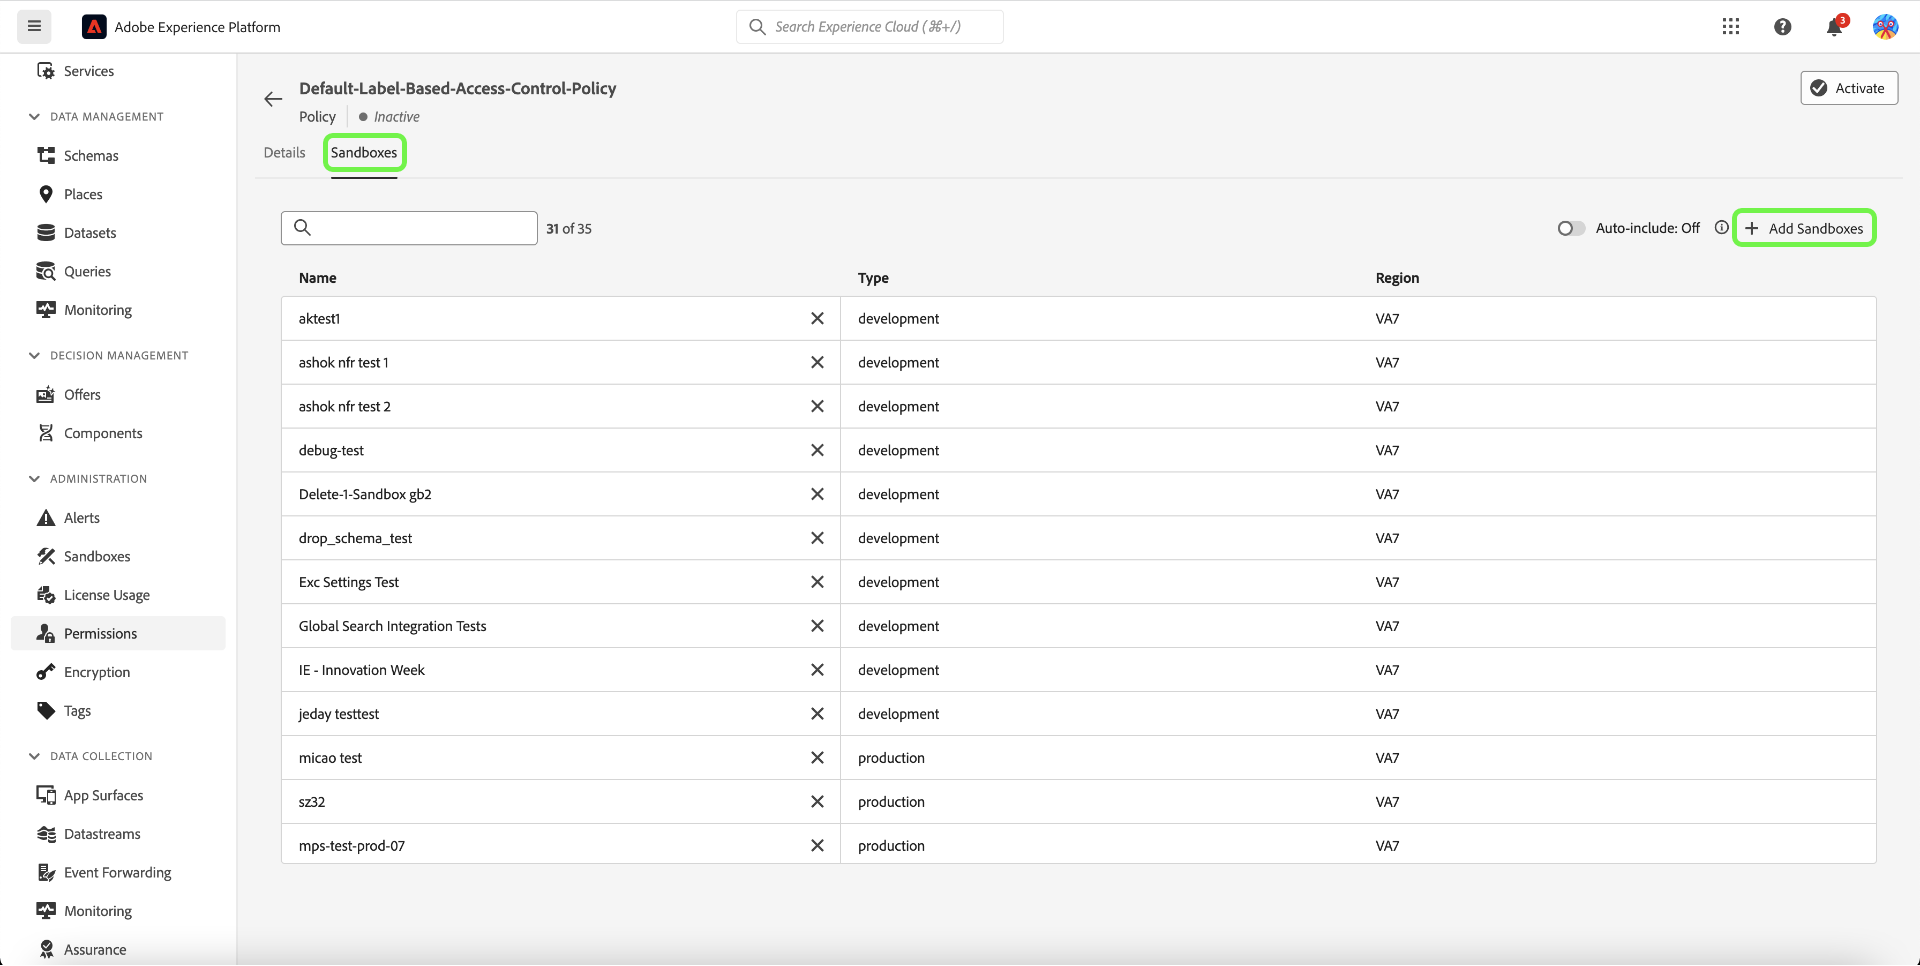 Adobe Experience Platform
Search Experience Cloud (⌘+/)
3
Services
DATA MANAGEMENT
Schemas
Places
Datasets
Queries
Monitoring
DECISION MANAGEMENT
Offers
Components
ADMINISTRATION
Alerts
Sandboxes
License Usage
Permissions
Encryption
Tags
DATA COLLECTION
App Surfaces
Datastreams
Event Forwarding
Monitoring
Assurance
Default-Label-Based-Access-Control-Policy
Policy Inactive
Activate
Details Sandboxes
31 of 35
Auto-include: Off
Add Sandboxes
Name Type Region
aktest1 development VA7
ashok nfr test 1 development VA7
ashok nfr test 2 development VA7
debug-test development VA7
Delete-1-Sandbox gb2 development VA7
drop_schema_test development VA7
Exc Settings Test development VA7
Global Search Integration Tests development VA7
IE - Innovation Week development VA7
jeday testtest development VA7
micao test production VA7
sz32 production VA7
mps-test-prod-07 production VA7